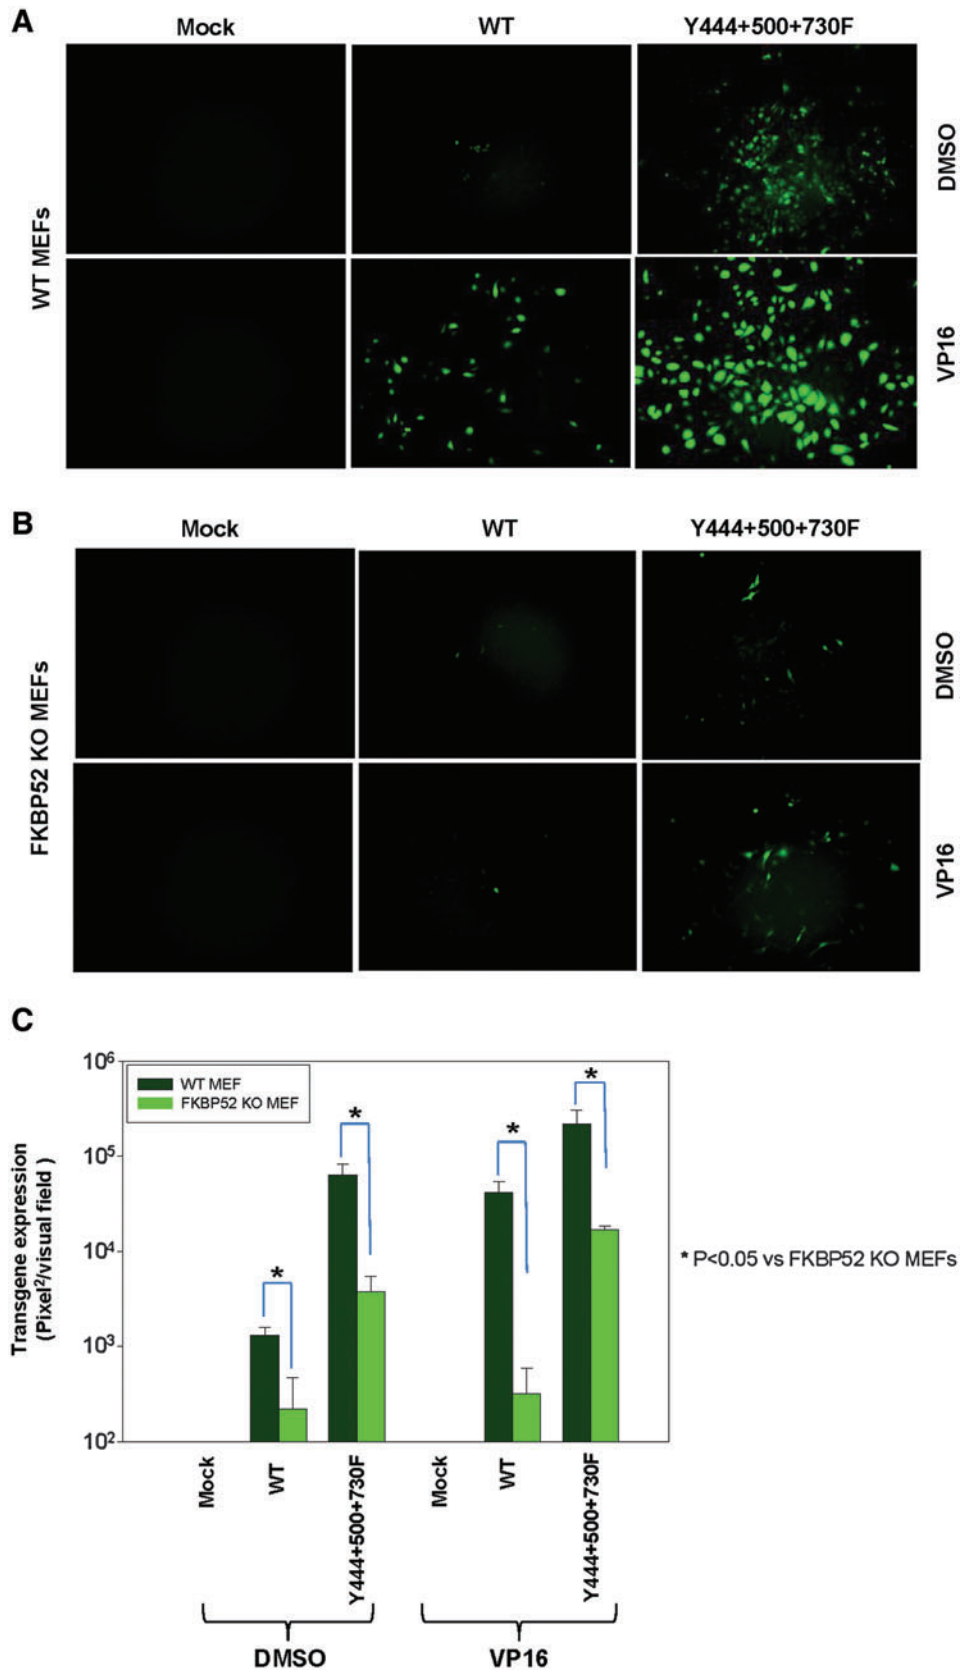 A
Mock WT Y444+500+730F
WT MEFs
DMSO
VP16
B
Mock WT Y444+500+730F
FKBP52 KO MEFs
DMSO
VP16
C
Transgene expression
(Pixel²/visual field )
10⁶
10⁵
10⁴
10³
10²
WT MEF
FKBP52 KO MEF
*
*
*
*
* P<0.05 vs FKBP52 KO MEFs
Mock
WT
Y444+500+730F
Mock
WT
Y444+500+730F
DMSO
VP16